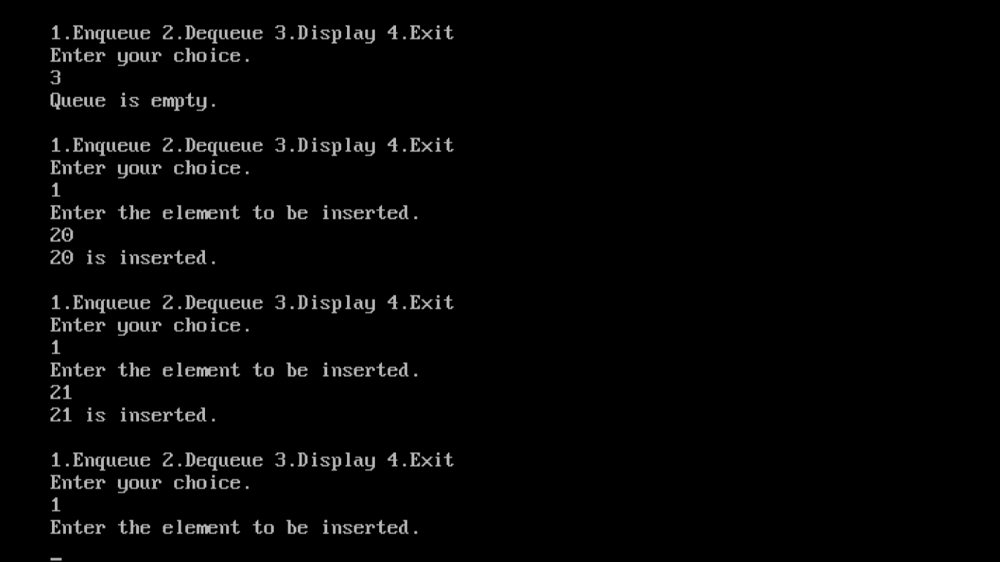 1.Enqueue 2.Dequeue 3.Display 4.Exit
Enter your choice.
3
Queue is empty.
1.Enqueue 2.Dequeue 3.Display 4.Exit
Enter your choice.
1
Enter the element to be inserted.
20
20 is inserted.
1.Enqueue 2.Dequeue 3.Display 4.Exit
Enter your choice.
1
Enter the element to be inserted.
21
21 is inserted.
1.Enqueue 2.Dequeue 3.Display 4.Exit
Enter your choice.
1
Enter the element to be inserted.
_